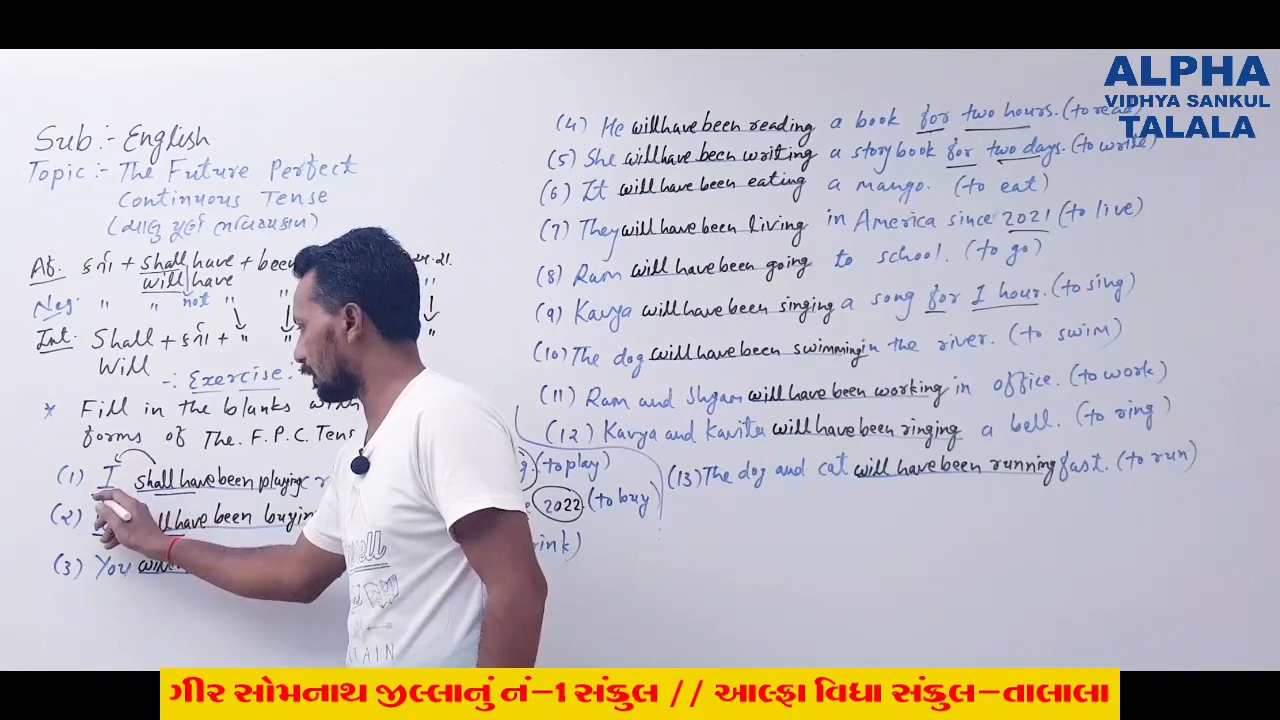 ALPHA
VIDHYA SANKUL
TALALA
Sub :- English
Topic :- The Future Perfect
Continuous Tense
(ચાલુ પૂર્ણ ભવિષ્યકાળ)
Af. કર્તા + shall have + been
will have
Neg. " " not " "
Int. Shall + કર્તા + " " "
Will
-: Exercise :
* Fill in the blanks with
forms of The. F. P. C. Tens
(1) I shall have been playing (to play)
(2) have been buyin 2022 (to buy)
(3) You
(4) He will have been reading a book for two hours. (to read)
(5) She will have been writing a story book for two days. (to write)
(6) It will have been eating a mango. (to eat)
(7) They will have been living in America since 2021 (to live)
(8) Ram will have been going to school. (to go)
(9) Kavya will have been singing a song for 1 hour. (to sing)
(10) The dog will have been swimming in the river. (to swim)
(11) Ram and Shyam will have been working in office. (to work)
(12) Kavya and Kavita will have been ringing a bell. (to ring)
(13) The dog and cat will have been running fast. (to run)
ગીર સોમનાથ જીલ્લાનું નં-1 સંકુલ // આલ્ફા વિધા સંકુલ-તાલાલા